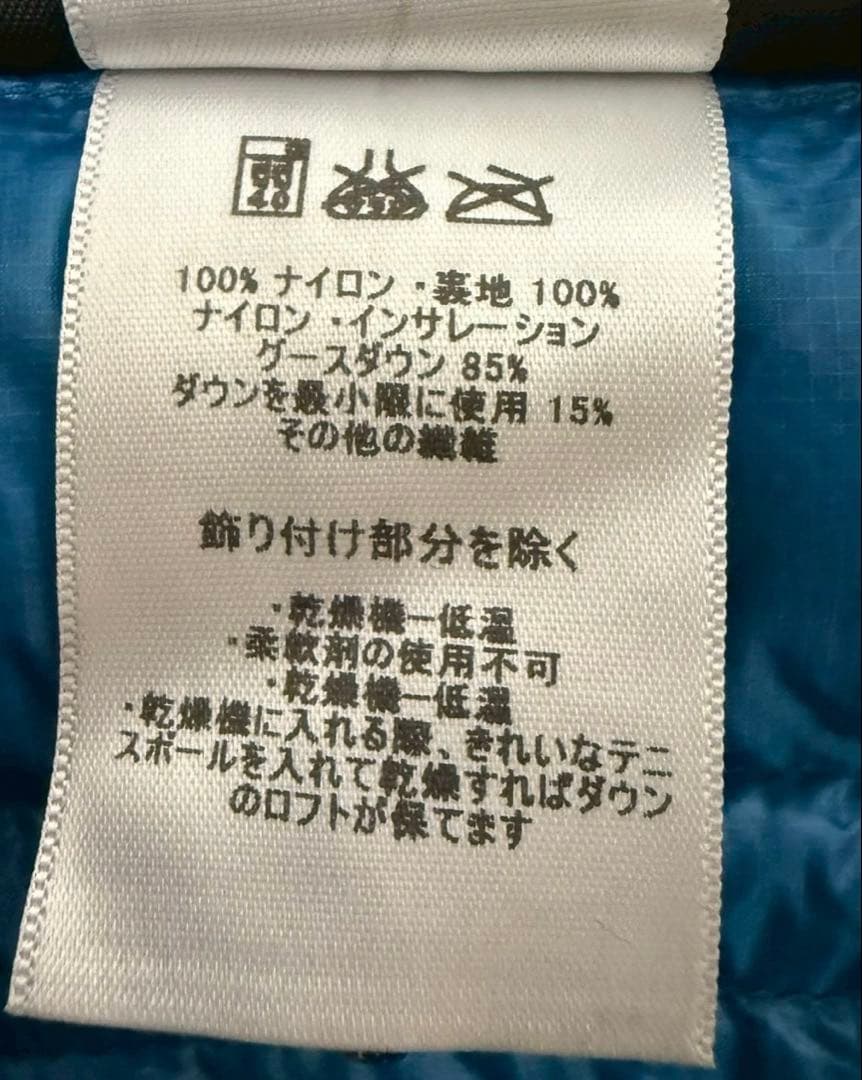 40
100% ナイロン ・裏地 100%
ナイロン ・インサレーション
グースダウン 85%
ダウンを最小限に使用 15%
その他の繊維
飾り付け部分を除く
・乾燥機ー低温
・柔軟剤の使用不可
・乾燥機ー低温
・乾燥機に入れる際、きれいなテニ
スボールを入れて乾燥すればダウン
のロフトが保てます